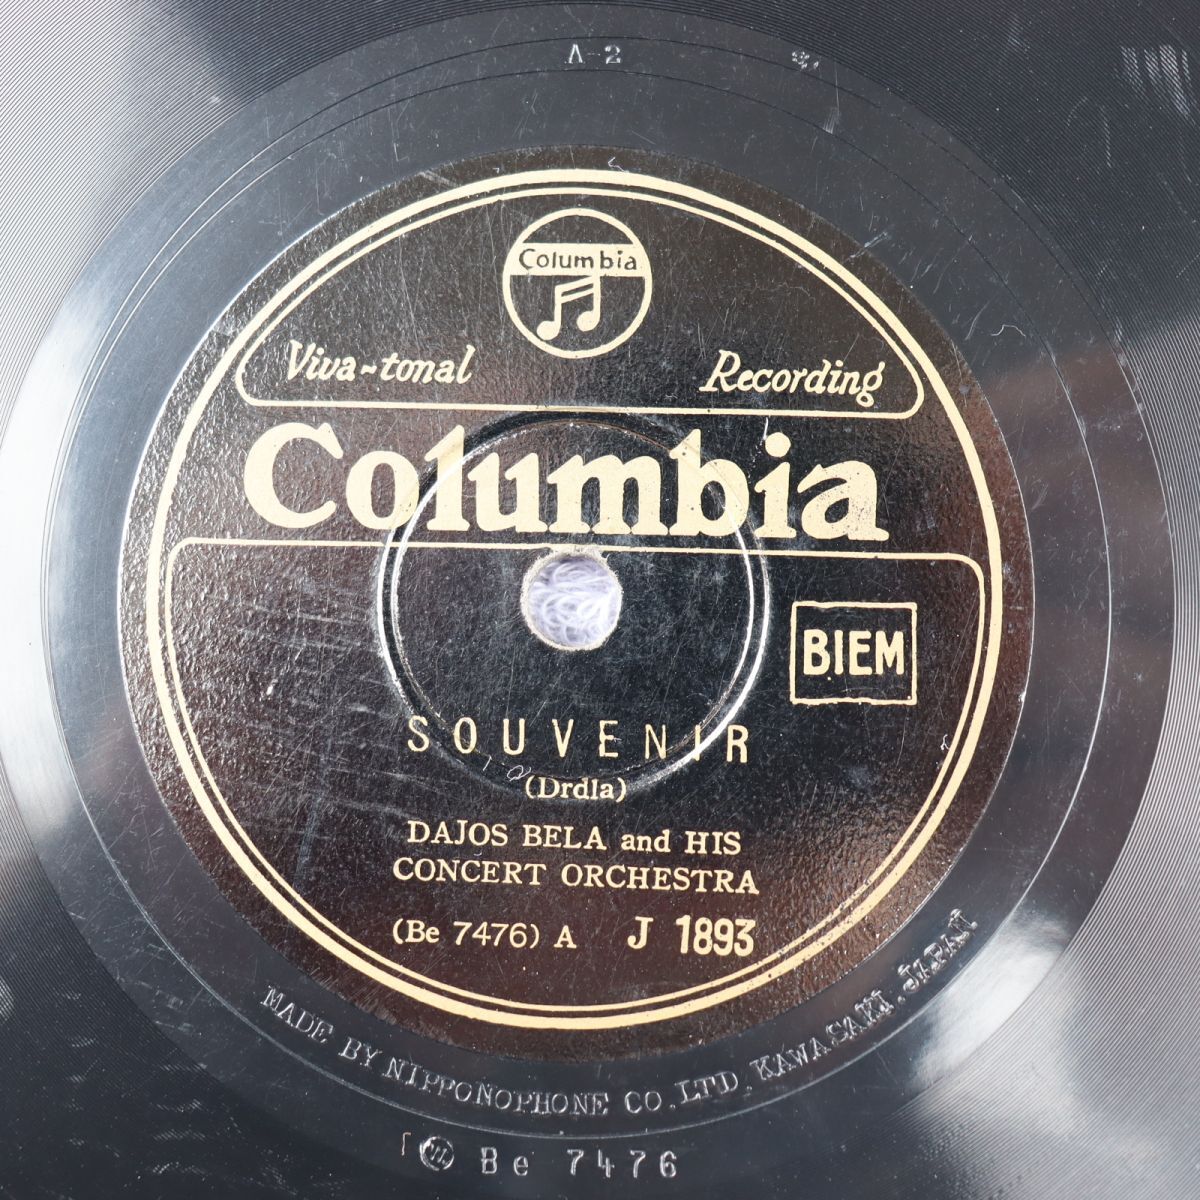 A-2
Columbia
Viva-tonal Recording
Columbia
BIEM
SOUVENIR
(Drdla)
DAJOS BELA and HIS
CONCERT ORCHESTRA
(Be 7476) A J 1893
MADE BY NIPPONOPHONE CO. LTD. KAWASAKI. JAPAN
Be 7476